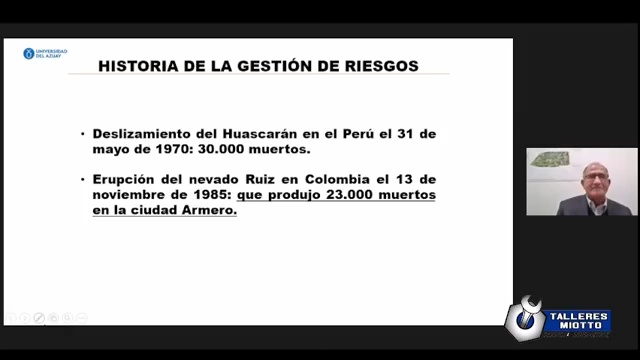 UNIVERSIDAD
DEL AZUAY
HISTORIA DE LA GESTIÓN DE RIESGOS
• Deslizamiento del Huascarán en el Perú el 31 de
mayo de 1970: 30.000 muertos.
• Erupción del nevado Ruiz en Colombia el 13 de
noviembre de 1985: que produjo 23.000 muertos
en la ciudad Armero.
TALLERES
MIOTTO